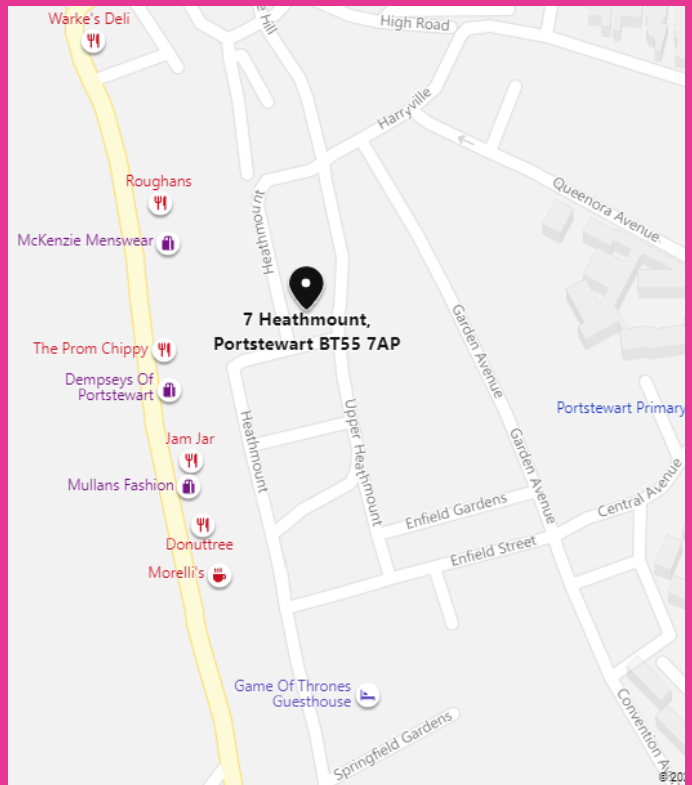 Warke's Deli
e Hill
High Road
Harryville
Queenora Avenue
Roughans
McKenzie Menswear
Heathmount
7 Heathmount,
Portstewart BT55 7AP
The Prom Chippy
Dempseys Of
Portstewart
Garden Avenue
Portstewart Primary
Heathmount
Upper Heathmount
Jam Jar
Garden Avenue
Mullans Fashion
Central Avenue
Enfield Gardens
Donuttree
Enfield Street
Morelli's
Game Of Thrones
Guesthouse
Springfield Gardens
Convention Av
© 202